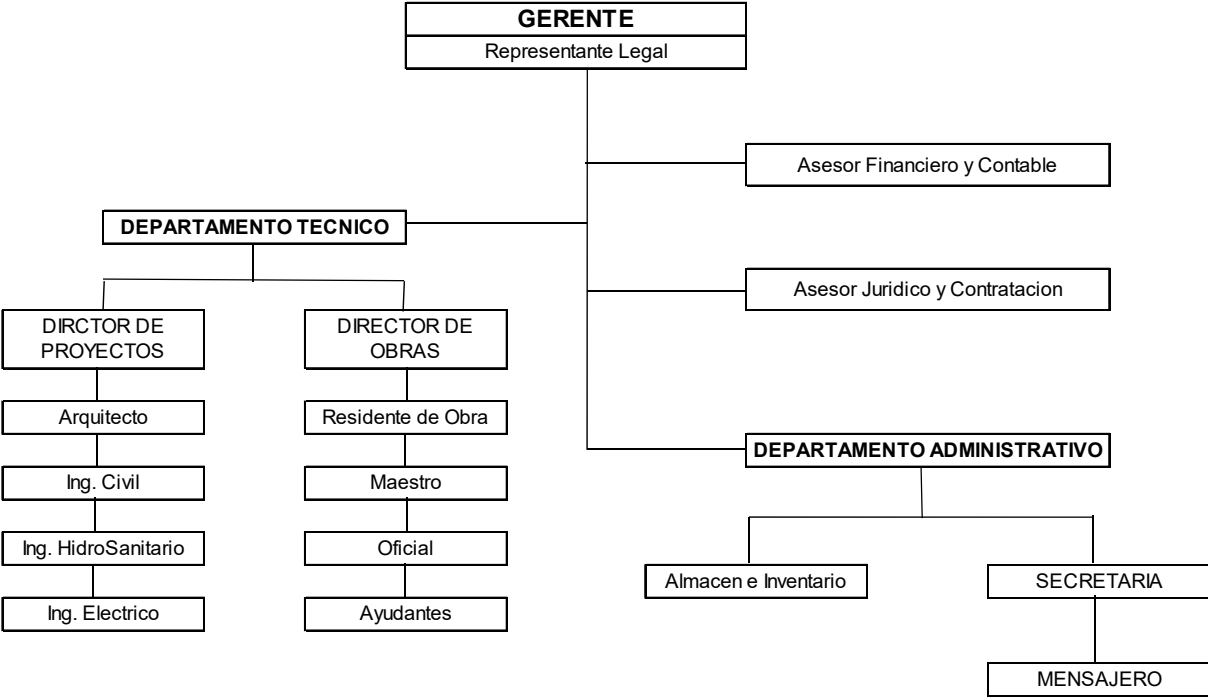 GERENTE
Representante Legal
Asesor Financiero y Contable
DEPARTAMENTO TECNICO
Asesor Juridico y Contratacion
DIRCTOR DE
PROYECTOS
DIRECTOR DE
OBRAS
Arquitecto
Residente de Obra
DEPARTAMENTO ADMINISTRATIVO
Ing. Civil
Maestro
Ing. HidroSanitario
Oficial
Almacen e Inventario
SECRETARIA
Ing. Electrico
Ayudantes
MENSAJERO